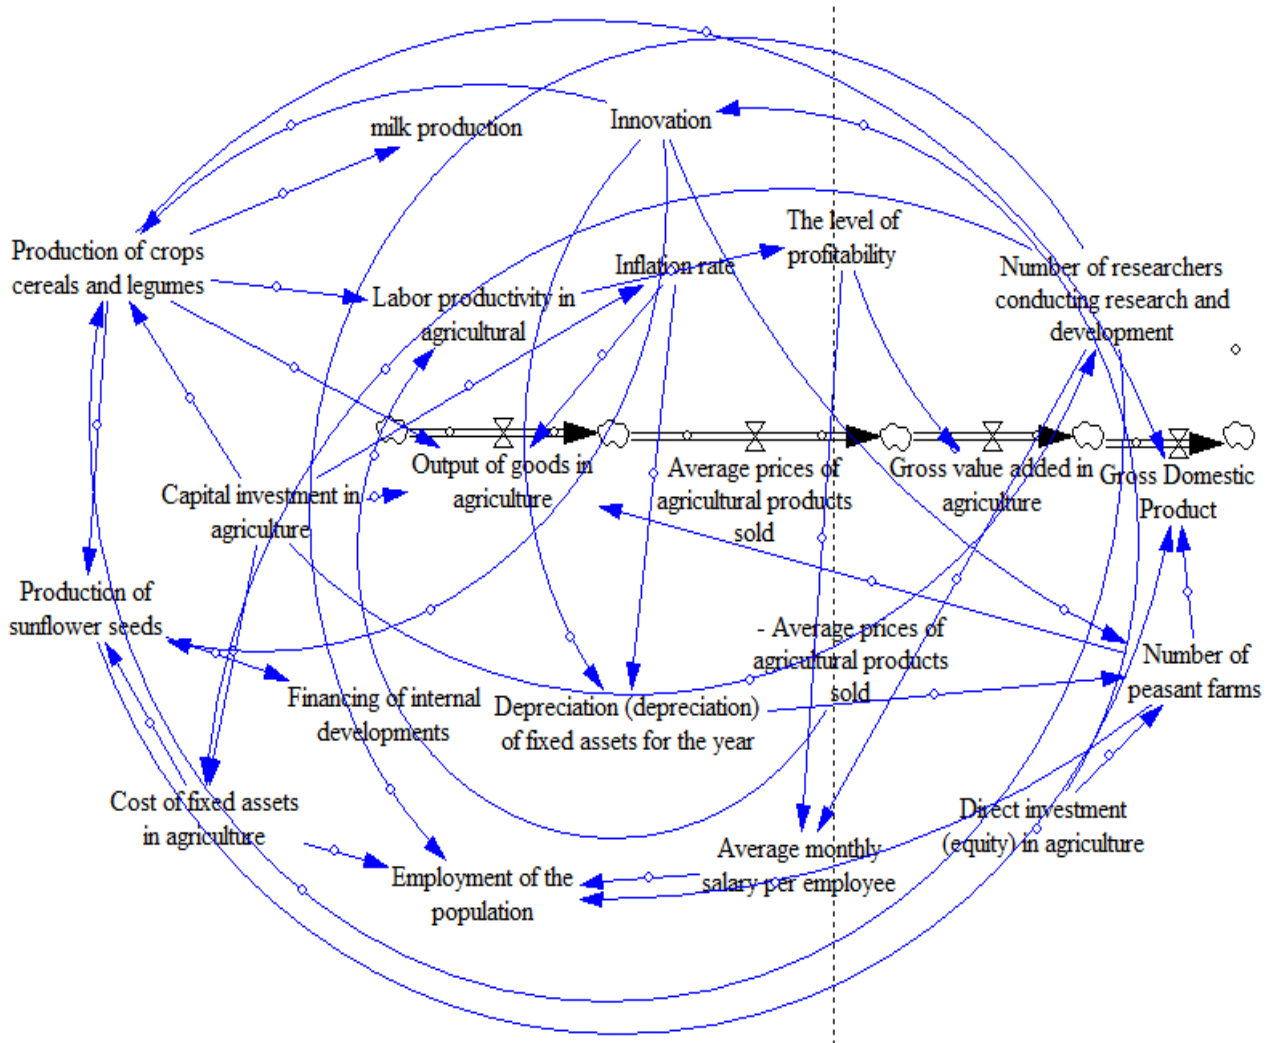 Innovation
milk production
The level of
profitability
Production of crops
cereals and legumes
Inflation rate
Number of researchers
conducting research and
development
Labor productivity in
agricultural
Output of goods in
agriculture
Average prices of
agricultural products
sold
Gross value added in
agriculture
Gross Domestic
Product
Capital investment in
agriculture
Production of
sunflower seeds
- Average prices of
agricultural products
sold
Number of
peasant farms
Financing of internal
developments
Depreciation (depreciation)
of fixed assets for the year
Cost of fixed assets
in agriculture
Direct investment
(equity) in agriculture
Average monthly
salary per employee
Employment of the
population